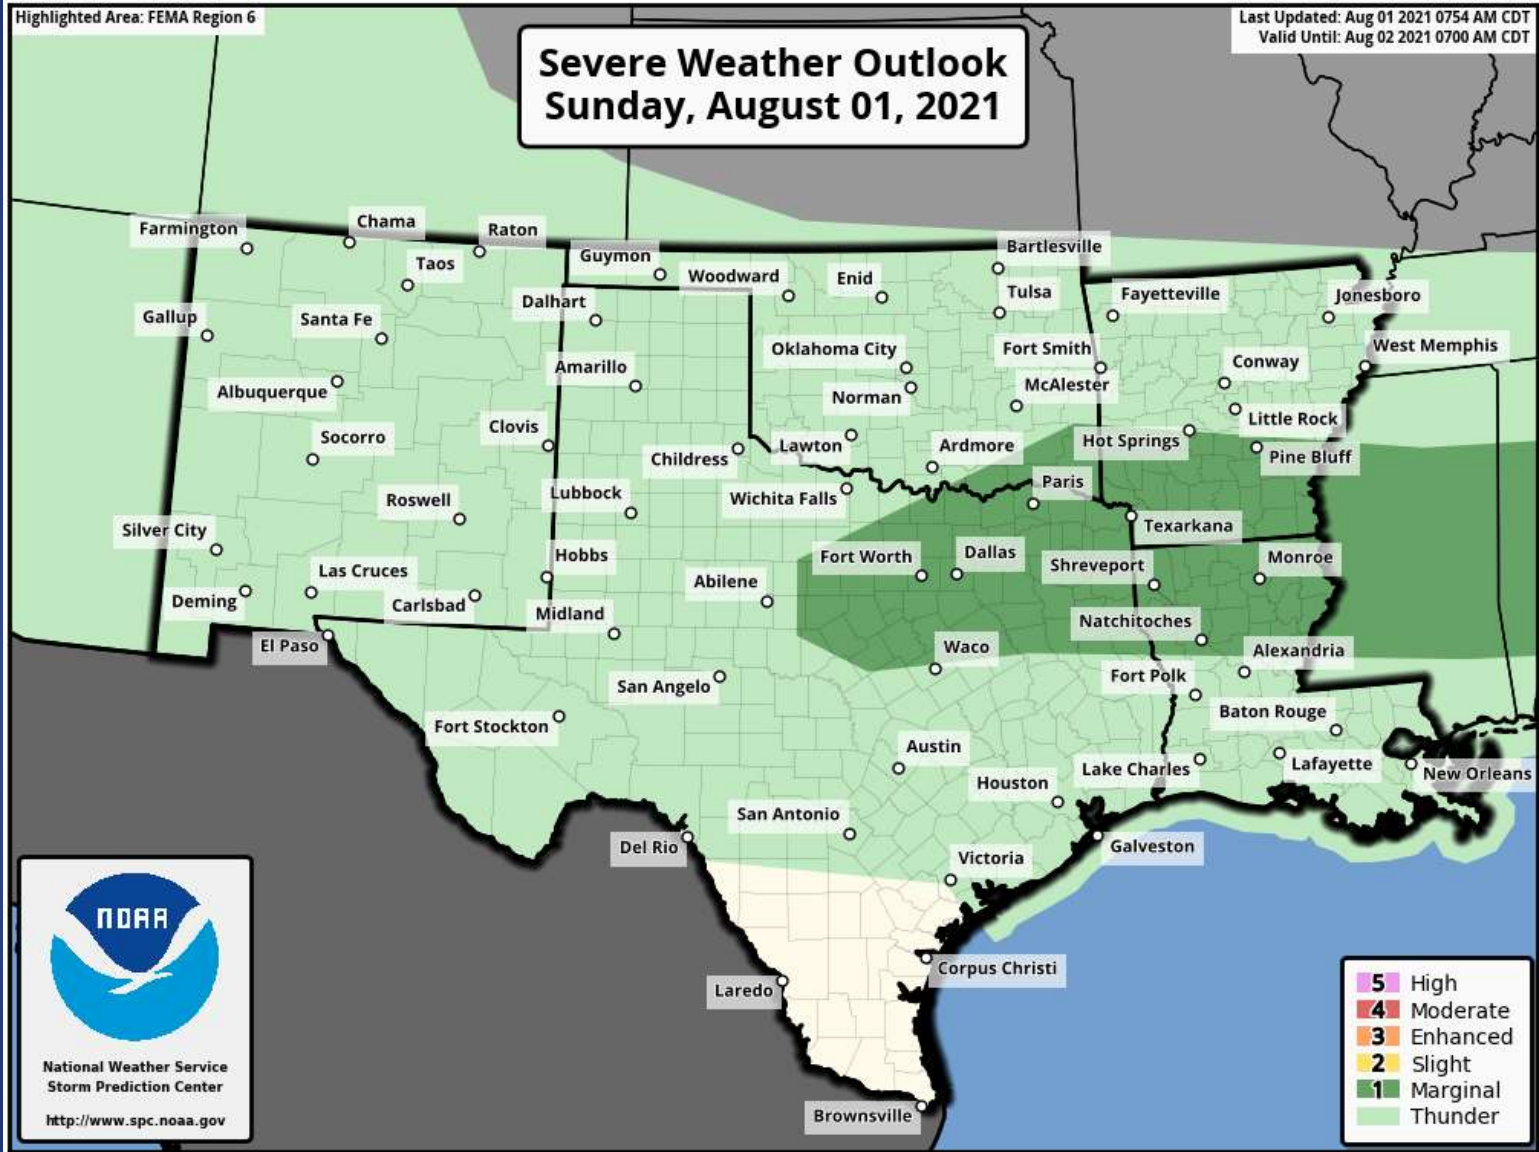 Highlighted Area: FEMA Region 6
Last Updated: Aug 01 2021 0754 AM CDT
Valid Until: Aug 02 2021 0700 AM CDT
Severe Weather Outlook
Sunday, August 01, 2021
Farmington
Chama
Raton
Taos
Guymon
Woodward
Enid
Bartlesville
Tulsa
Fayetteville
Jonesboro
Gallup
Santa Fe
Dalhart
Oklahoma City
Fort Smith
Conway
West Memphis
Albuquerque
Amarillo
Norman
McAlester
Little Rock
Socorro
Clovis
Childress
Lawton
Ardmore
Hot Springs
Pine Bluff
Roswell
Lubbock
Wichita Falls
Paris
Texarkana
Silver City
Las Cruces
Hobbs
Abilene
Fort Worth
Dallas
Shreveport
Monroe
Deming
Carlsbad
Midland
Natchitoches
El Paso
Waco
Alexandria
San Angelo
Fort Polk
Fort Stockton
Baton Rouge
Austin
Houston
Lake Charles
Lafayette
New Orleans
San Antonio
Del Rio
Victoria
Galveston
Laredo
Corpus Christi
Brownsville
NOAA
National Weather Service
Storm Prediction Center
http://www.spc.noaa.gov
5 High
4 Moderate
3 Enhanced
2 Slight
1 Marginal
Thunder